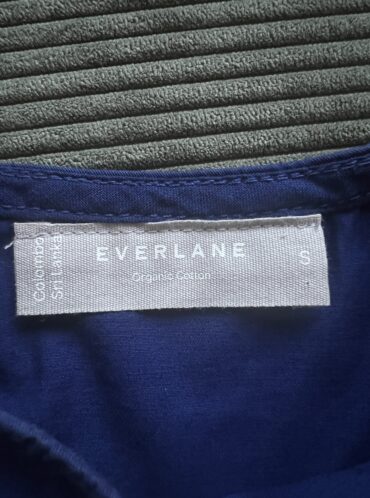 Colombo
Sri Lanka
EVERLANE
Organic Cotton
S